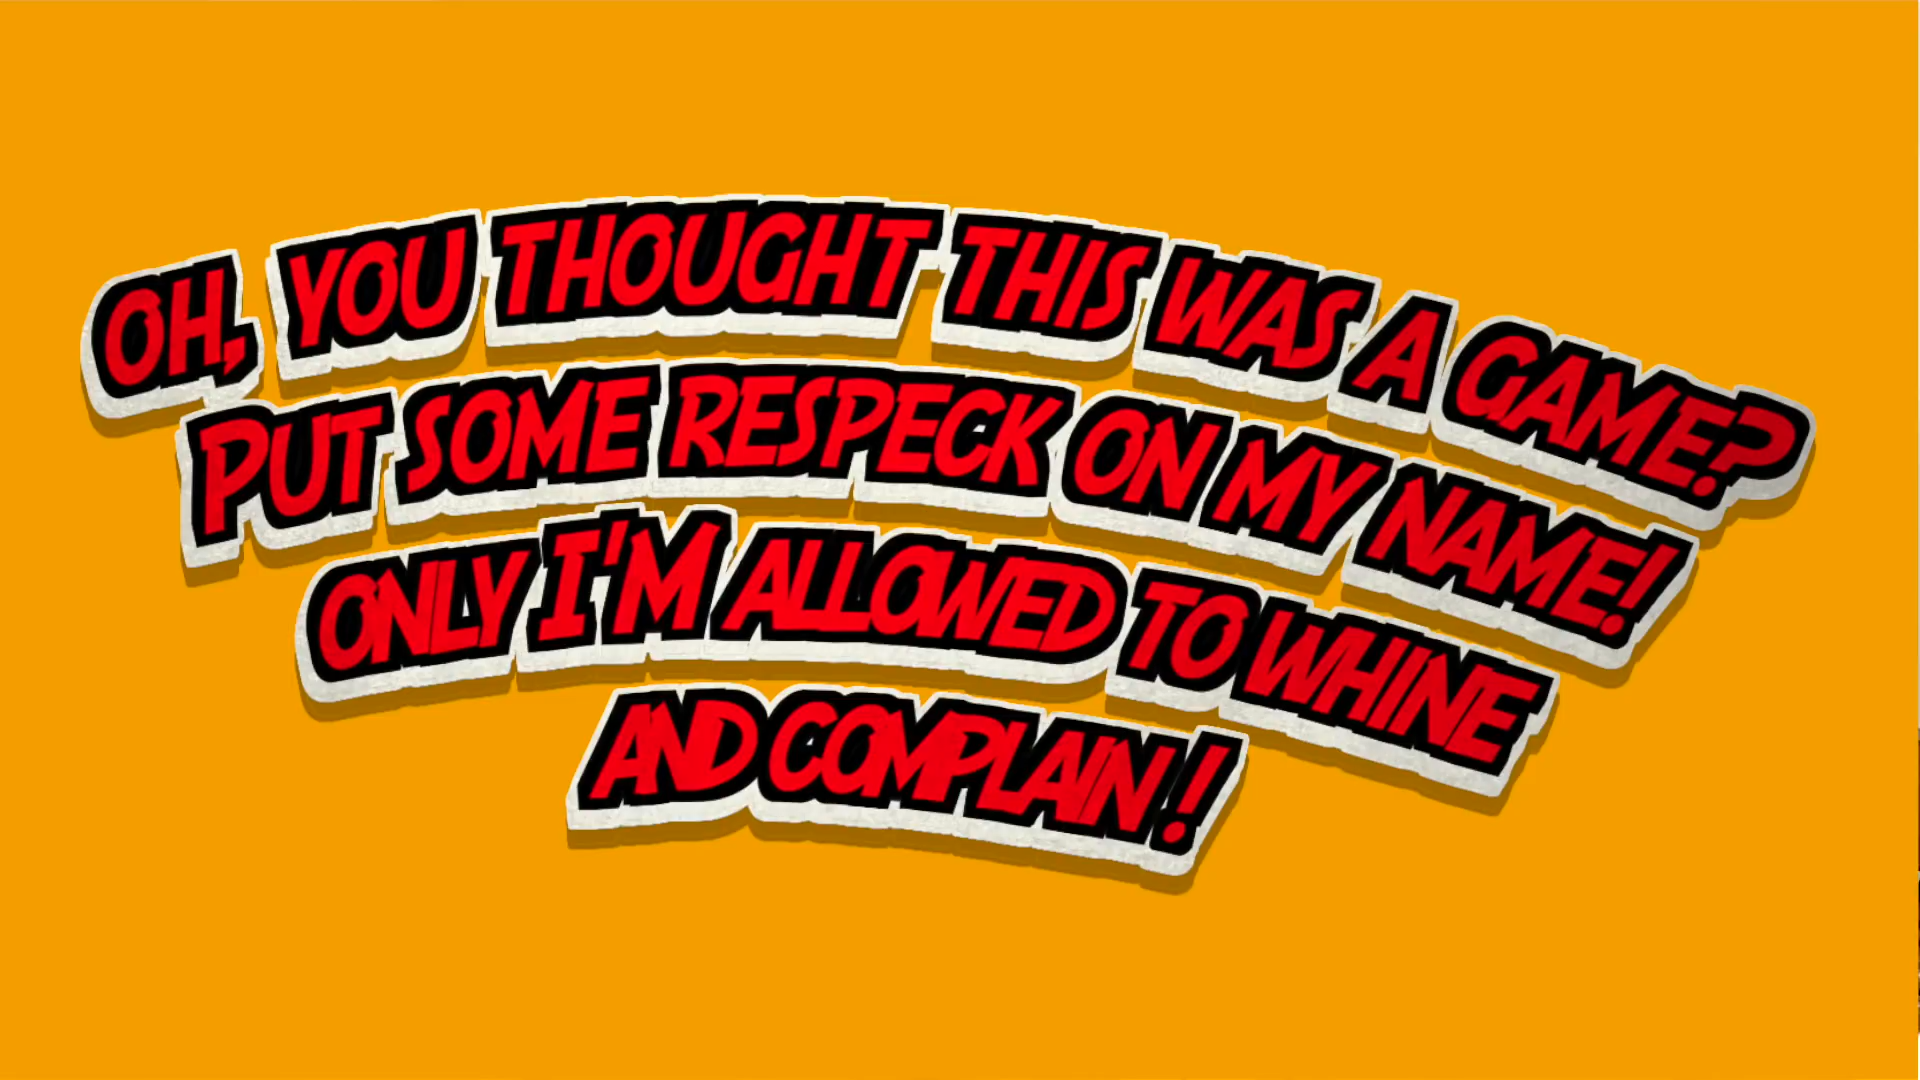 OH, YOU THOUGHT THIS WAS A GAME?
PUT SOME RESPECK ON MY NAME!
ONLY I'M ALLOWED TO WHINE
AND COMPLAIN!